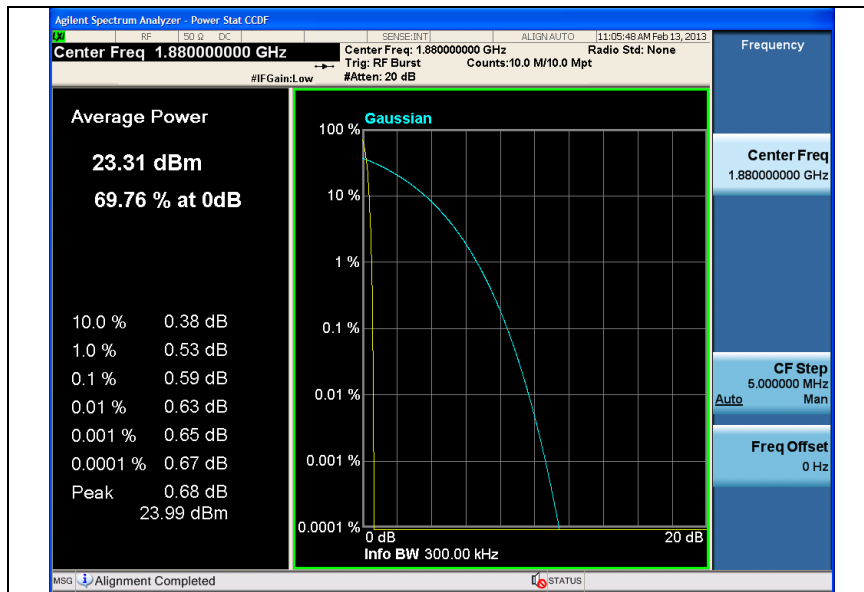 Agilent Spectrum Analyzer - Power Stat CCDF
LXI RF 50 Ω DC SENSE:INT ALIGN AUTO 11:05:48 AM Feb 13, 2013
Center Freq 1.880000000 GHz
#IFGain:Low
Center Freq: 1.880000000 GHz Radio Std: None
Trig: RF Burst Counts:10.0 M/10.0 Mpt
#Atten: 20 dB
Frequency
Center Freq
1.880000000 GHz
CF Step
5.000000 MHz
Auto Man
Freq Offset
0 Hz
Average Power
23.31 dBm
69.76 % at 0dB
10.0 % 0.38 dB
1.0 % 0.53 dB
0.1 % 0.59 dB
0.01 % 0.63 dB
0.001 % 0.65 dB
0.0001 % 0.67 dB
Peak 0.68 dB
23.99 dBm
Gaussian
100 %
10 %
1 %
0.1 %
0.01 %
0.001 %
0.0001 %
0 dB 20 dB
Info BW 300.00 kHz
MSG Alignment Completed STATUS